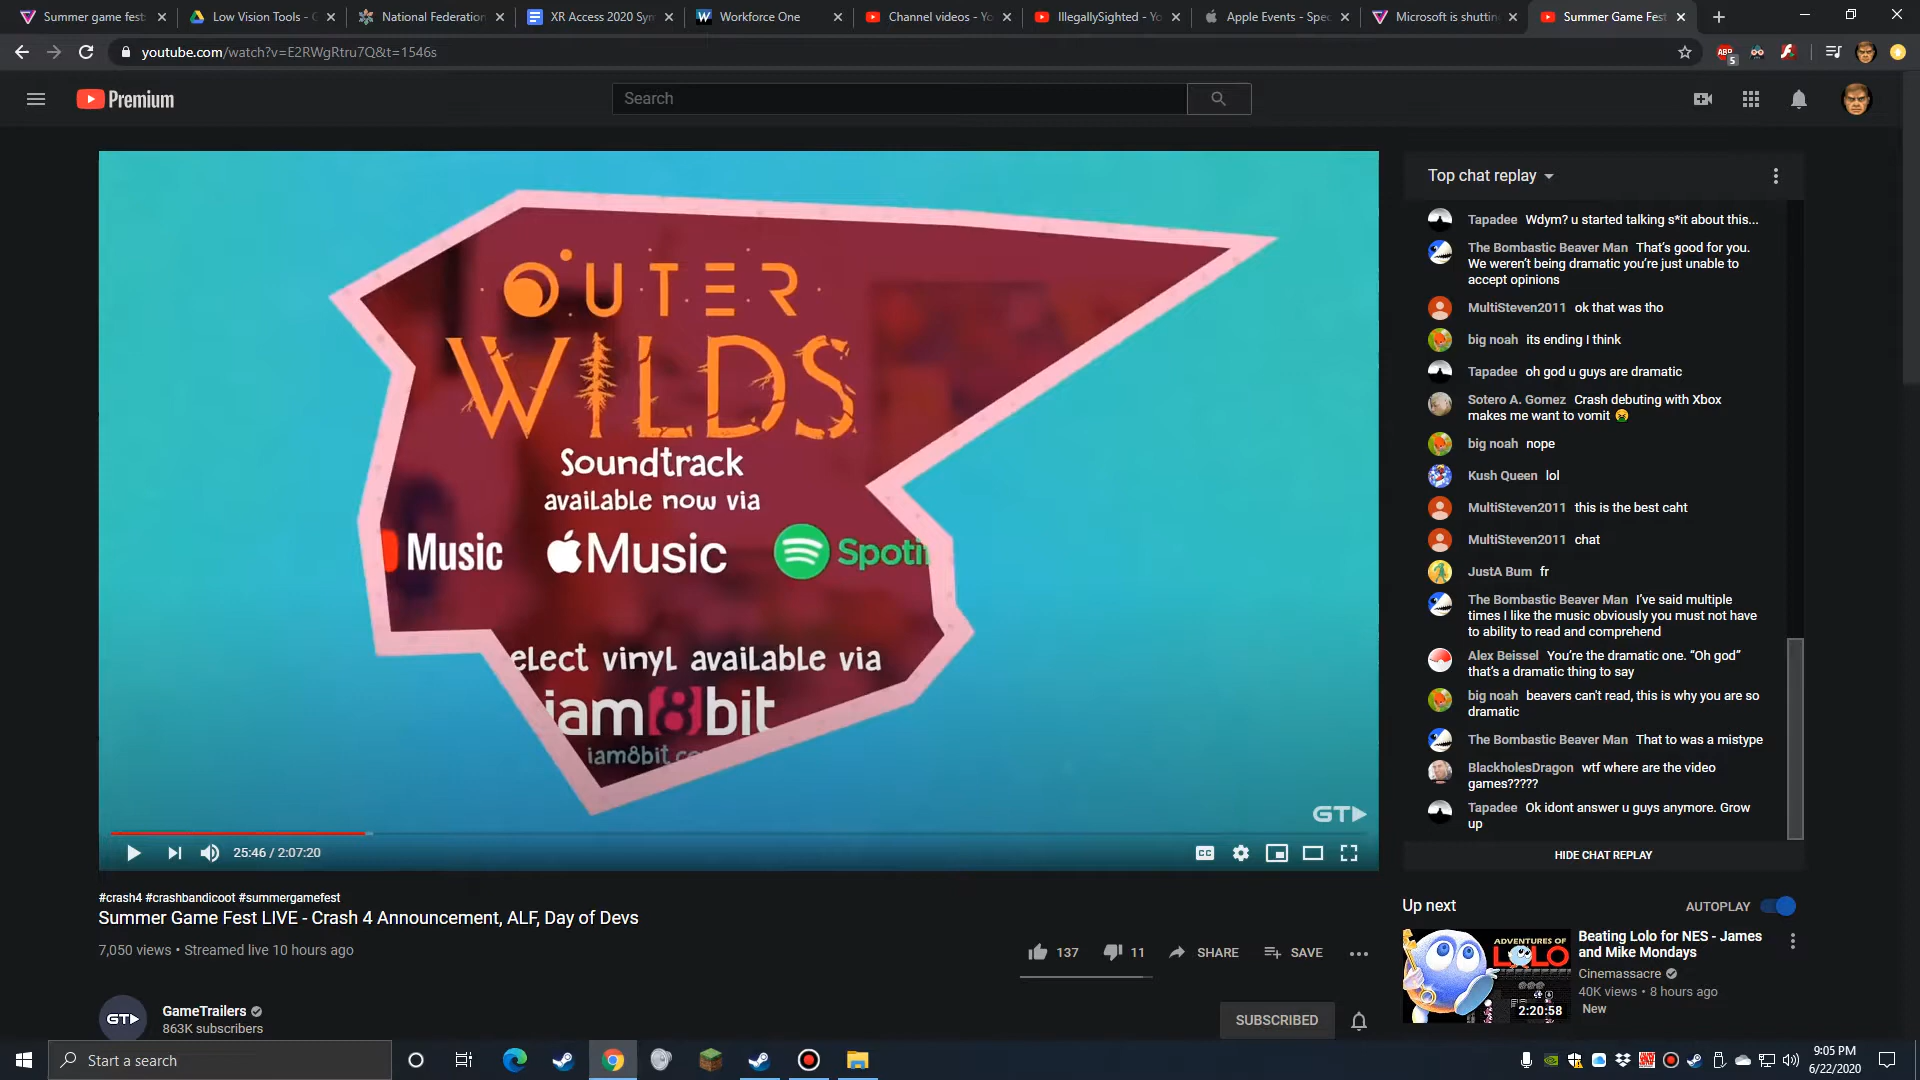 Summer game fest
Low Vision Tools - G
National Federation
XR Access 2020 Sym
Workforce One
Channel videos - Yo
IllegallySighted - Yo
Apple Events - Spec
Microsoft is shuttin
Summer Game Fest
youtube.com/watch?v=E2RWgRtru7Q&t=1546s
ABP
5
Premium
Search
OUTER
WILDS
Soundtrack
available now via
Music
Music
Spoti
elect vinyl available via
iam8bit
iam8bit.co
GT
25:46 / 2:07:20
CC
Top chat replay
Tapadee Wdym? u started talking s*it about this...
The Bombastic Beaver Man That's good for you.
We weren't being dramatic you're just unable to
accept opinions
MultiSteven2011 ok that was tho
big noah its ending I think
Tapadee oh god u guys are dramatic
Sotero A. Gomez Crash debuting with Xbox
makes me want to vomit 🤮
big noah nope
Kush Queen lol
MultiSteven2011 this is the best caht
MultiSteven2011 chat
JustA Bum fr
The Bombastic Beaver Man I've said multiple
times I like the music obviously you must not have
to ability to read and comprehend
Alex Beissel You're the dramatic one. “Oh god”
that's a dramatic thing to say
big noah beavers can't read, this is why you are so
dramatic
The Bombastic Beaver Man That to was a mistype
BlackholesDragon wtf where are the video
games?????
Tapadee Ok idont answer u guys anymore. Grow
up
HIDE CHAT REPLAY
#crash4 #crashbandicoot #summergamefest
Summer Game Fest LIVE - Crash 4 Announcement, ALF, Day of Devs
7,050 views • Streamed live 10 hours ago
137
11
SHARE
SAVE
GT
GameTrailers
863K subscribers
SUBSCRIBED
Up next
AUTOPLAY
ADVENTURES OF
LOLO
2:20:58
Beating Lolo for NES - James
and Mike Mondays
Cinemassacre
40K views • 8 hours ago
New
Start a search
9:05 PM
6/22/2020